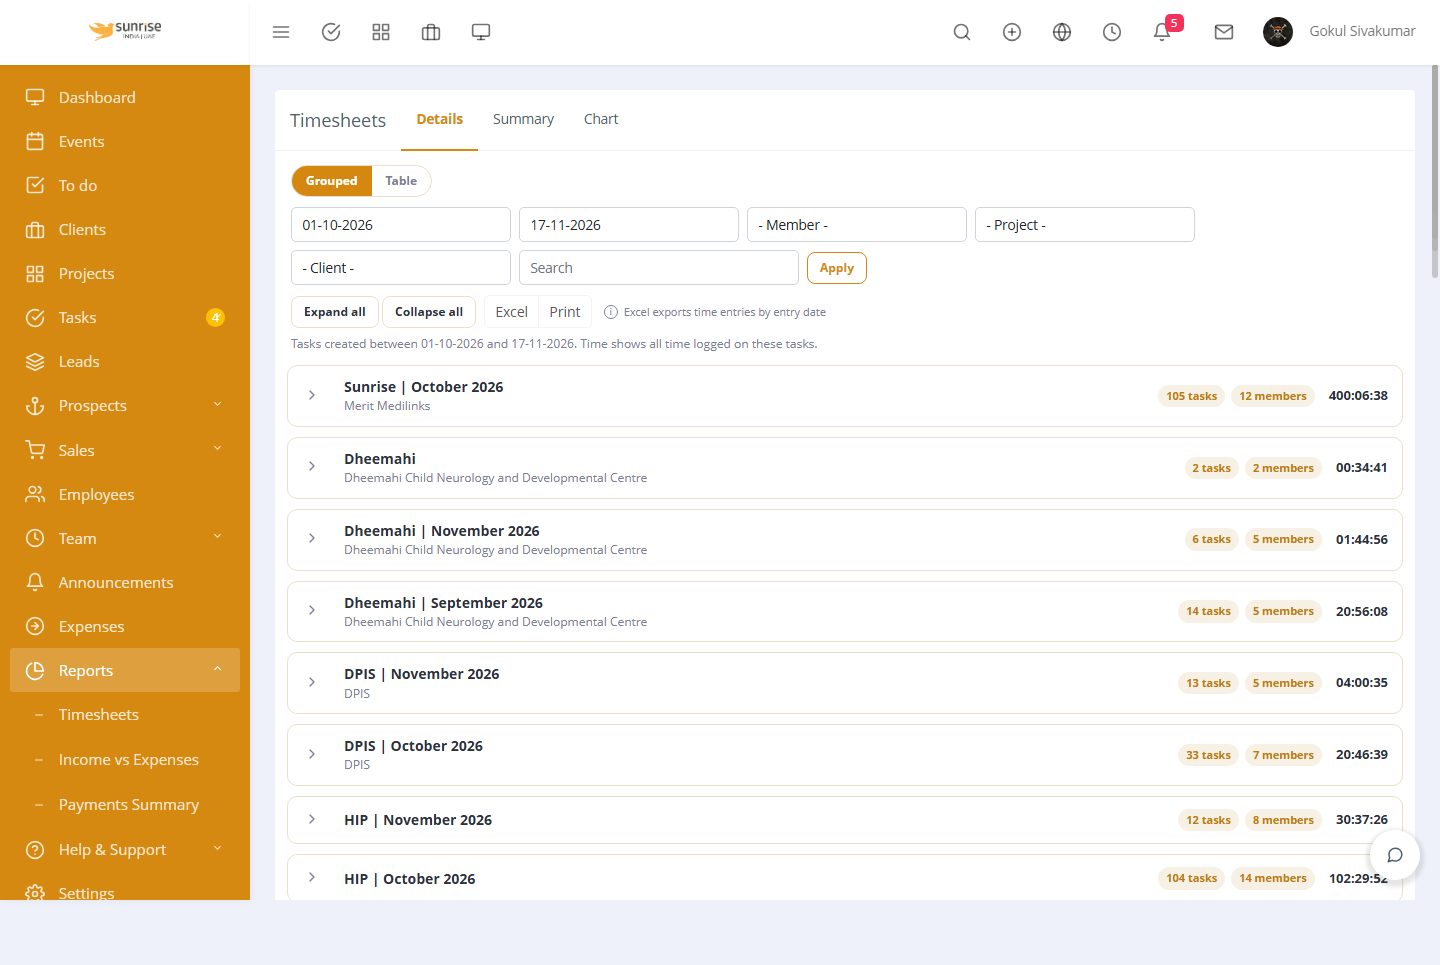 sunrise
INDIA | UAE
5
Gokul Sivakumar
Dashboard
Events
To do
Clients
Projects
Tasks
Leads
Prospects
Sales
Employees
Team
Announcements
Expenses
Reports
Timesheets
Income vs Expenses
Payments Summary
Help & Support
Settings
Timesheets Details Summary Chart
Grouped Table
01-10-2026 17-11-2026 - Member - - Project -
- Client - Search Apply
Expand all Collapse all Excel Print Excel exports time entries by entry date
Tasks created between 01-10-2026 and 17-11-2026. Time shows all time logged on these tasks.
Sunrise | October 2026
Merit Medilinks
105 tasks 12 members 400:06:38
Dheemahi
Dheemahi Child Neurology and Developmental Centre
2 tasks 2 members 00:34:41
Dheemahi | November 2026
Dheemahi Child Neurology and Developmental Centre
6 tasks 5 members 01:44:56
Dheemahi | September 2026
Dheemahi Child Neurology and Developmental Centre
14 tasks 5 members 20:56:08
DPIS | November 2026
DPIS
13 tasks 5 members 04:00:35
DPIS | October 2026
DPIS
33 tasks 7 members 20:46:39
HIP | November 2026
12 tasks 8 members 30:37:26
HIP | October 2026
104 tasks 14 members 102:29:52